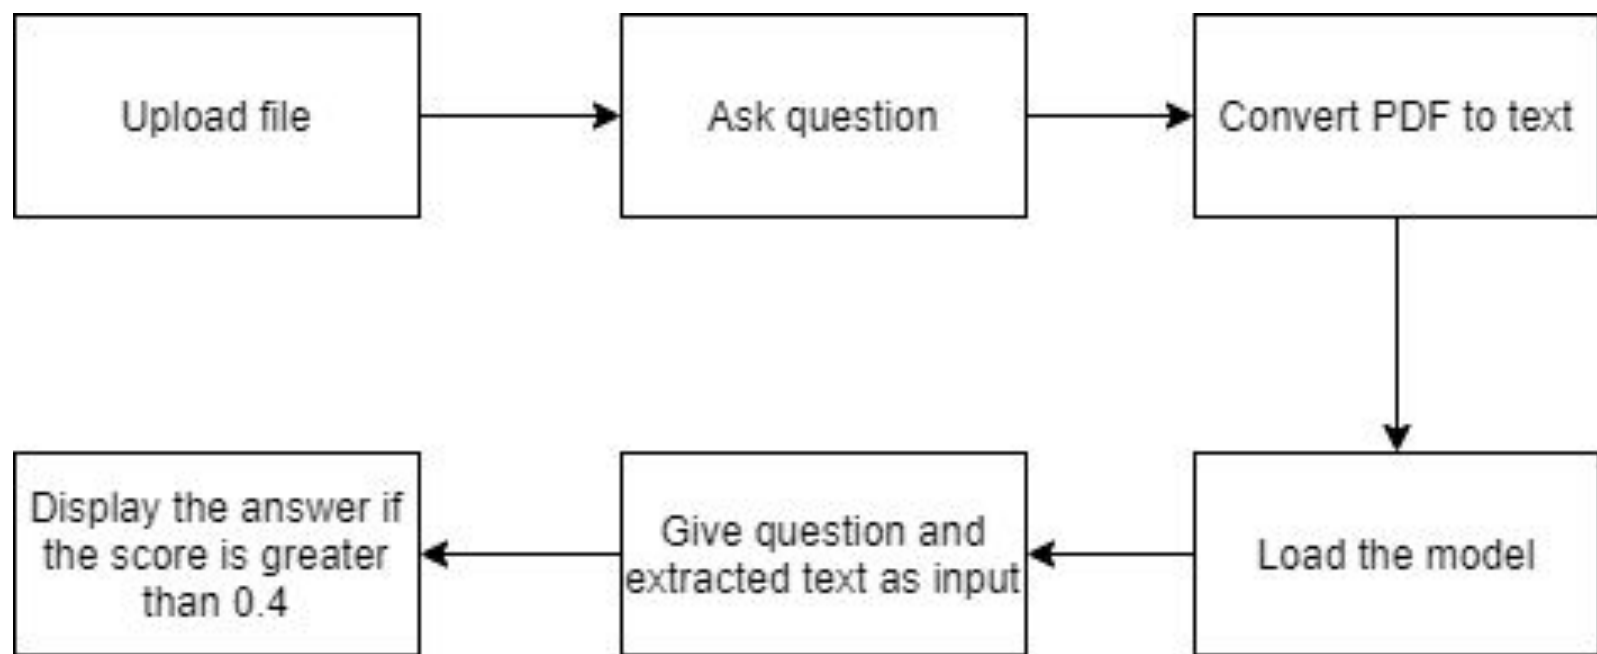 Upload file
Ask question
Convert PDF to text
Load the model
Give question and
extracted text as input
Display the answer if
the score is greater
than 0.4